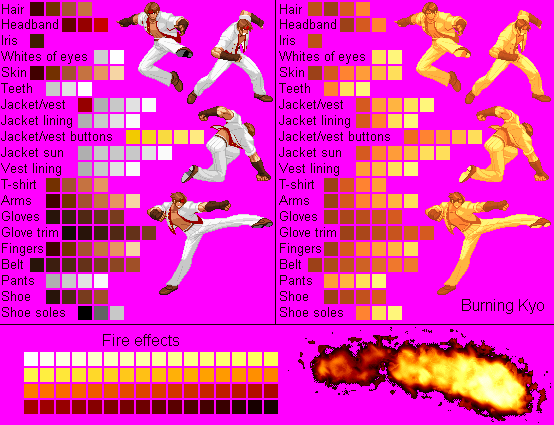 Hair
Headband
Iris
Whites of eyes
Skin
Teeth
Jacket/vest
Jacket lining
Jacket/vest buttons
Jacket sun
Vest lining
T-shirt
Arms
Gloves
Glove trim
Fingers
Belt
Pants
Shoe
Shoe soles
Hair
Headband
Iris
Whites of eyes
Skin
Teeth
Jacket/vest
Jacket lining
Jacket/vest buttons
Jacket sun
Vest lining
T-shirt
Arms
Gloves
Glove trim
Fingers
Belt
Pants
Shoe
Shoe soles
Burning Kyo
Fire effects